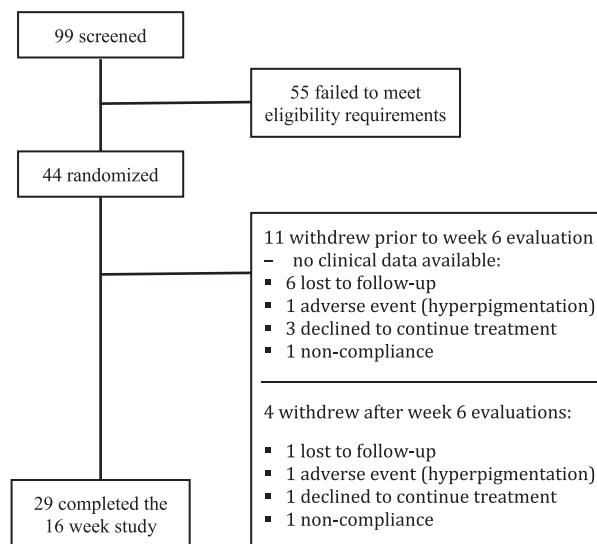 99 screened
55 failed to meet
eligibility requirements
44 randomized
11 withdrew prior to week 6 evaluation
– no clinical data available:
▪ 6 lost to follow-up
▪ 1 adverse event (hyperpigmentation)
▪ 3 declined to continue treatment
▪ 1 non-compliance
4 withdrew after week 6 evaluations:
▪ 1 lost to follow-up
▪ 1 adverse event (hyperpigmentation)
▪ 1 declined to continue treatment
▪ 1 non-compliance
29 completed the
16 week study